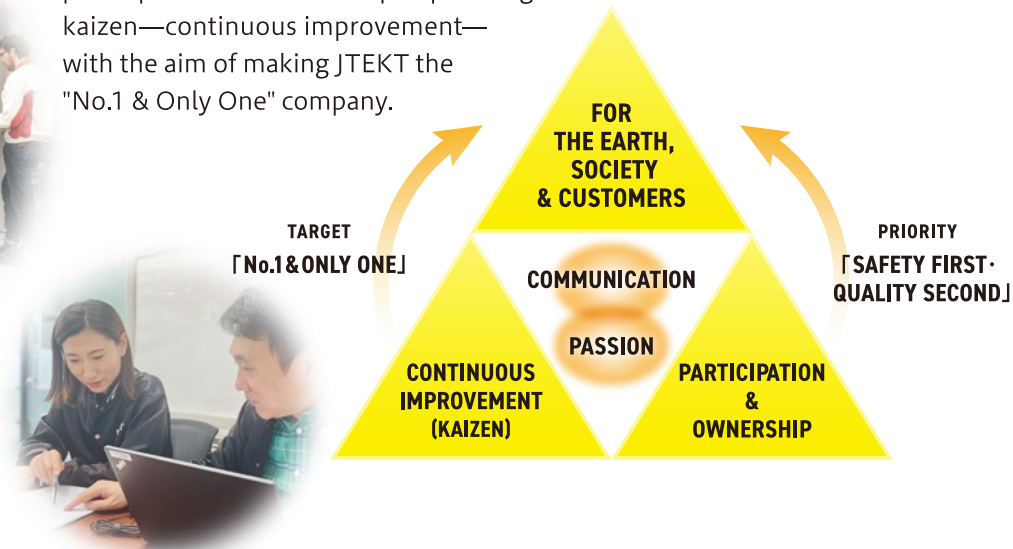 kaizen—continuous improvement—
with the aim of making JTEKT the
"No.1 & Only One" company.
FOR
THE EARTH,
SOCIETY
& CUSTOMERS
TARGET
「No.1&ONLY ONE」
PRIORITY
「SAFETY FIRST·
QUALITY SECOND」
COMMUNICATION
PASSION
CONTINUOUS
IMPROVEMENT
(KAIZEN)
PARTICIPATION
&
OWNERSHIP